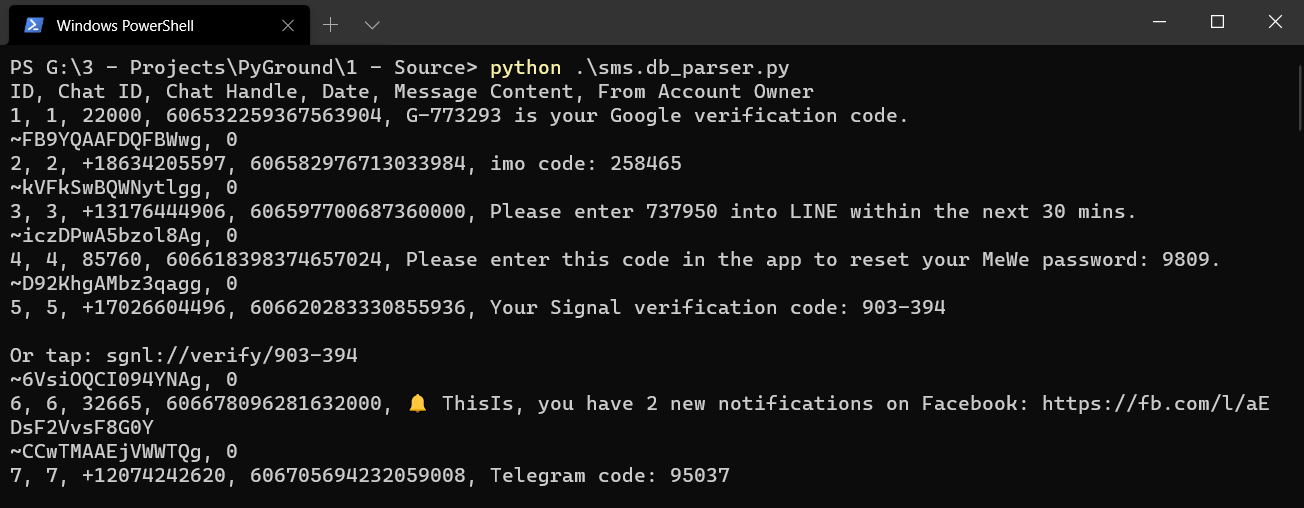 Windows PowerShell
PS G:\3 - Projects\PyGround\1 - Source> python .\sms.db_parser.py
ID, Chat ID, Chat Handle, Date, Message Content, From Account Owner
1, 1, 22000, 606532259367563904, G-773293 is your Google verification code.
~FB9YQAAFDQFBWwg, 0
2, 2, +18634205597, 606582976713033984, imo code: 258465
~kVFkSwBQWNytlgg, 0
3, 3, +13176444906, 606597700687360000, Please enter 737950 into LINE within the next 30 mins.
~iczDPwA5bzol8Ag, 0
4, 4, 85760, 606618398374657024, Please enter this code in the app to reset your MeWe password: 9809.
~D92KhgAMbz3qagg, 0
5, 5, +17026604496, 606620283330855936, Your Signal verification code: 903-394
Or tap: sgnl://verify/903-394
~6VsiOQCI094YNAg, 0
6, 6, 32665, 606678096281632000, 🔔 ThisIs, you have 2 new notifications on Facebook: https://fb.com/l/aE
DsF2VvsF8G0Y
~CCwTMAAEjVWWTQg, 0
7, 7, +12074242620, 606705694232059008, Telegram code: 95037